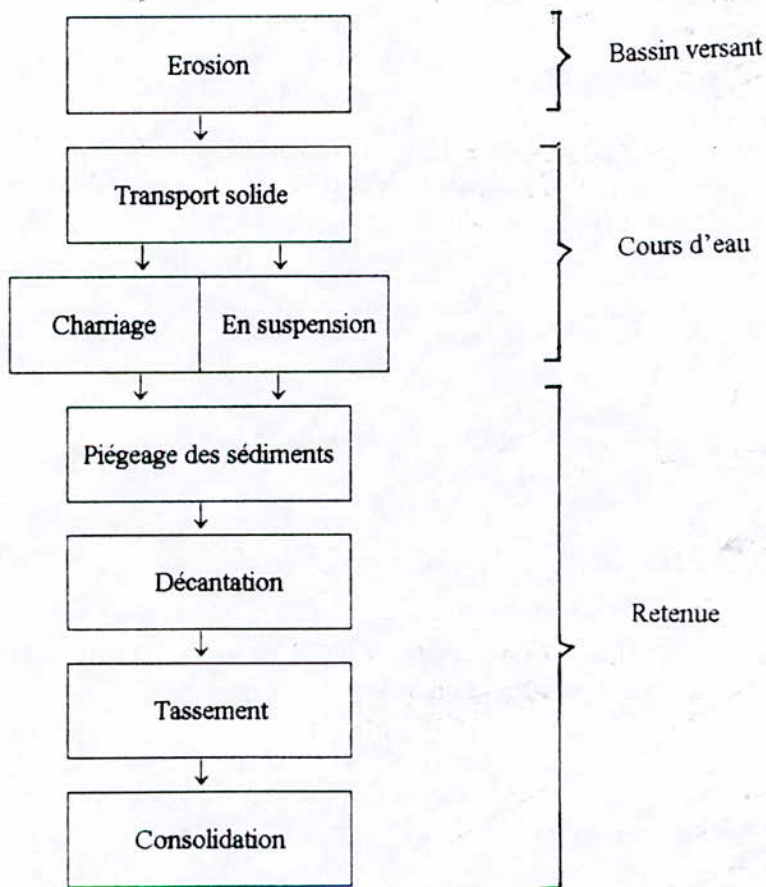 Erosion
Bassin versant
Transport solide
Cours d'eau
Charriage
En suspension
Piégeage des sédiments
Décantation
Retenue
Tassement
Consolidation